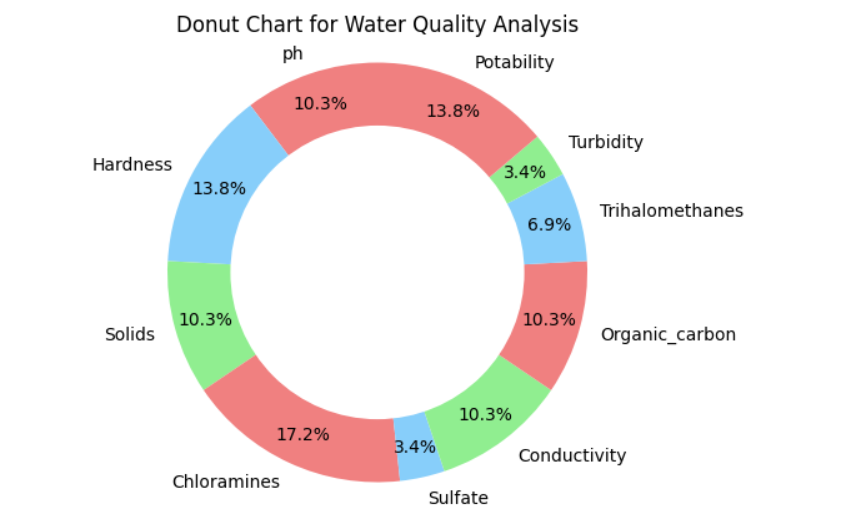 Donut Chart for Water Quality Analysis
ph
10.3%
Potability
13.8%
Turbidity
3.4%
Hardness
13.8%
Trihalomethanes
6.9%
Solids
10.3%
Organic_carbon
10.3%
Chloramines
17.2%
Sulfate
3.4%
Conductivity
10.3%